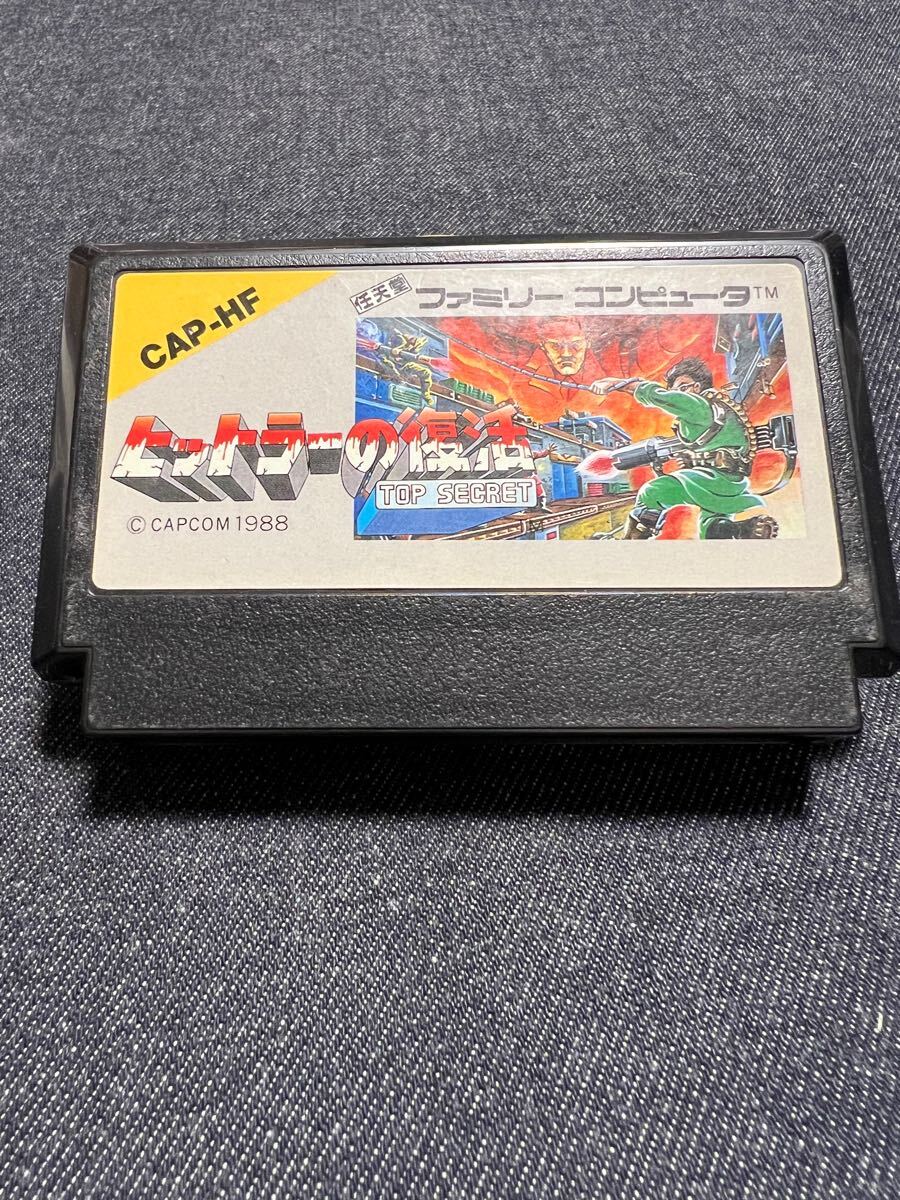 CAP-HF
任天堂 ファミリー コンピュータ™
ヒットラーの復活
TOP SECRET
© CAPCOM 1988